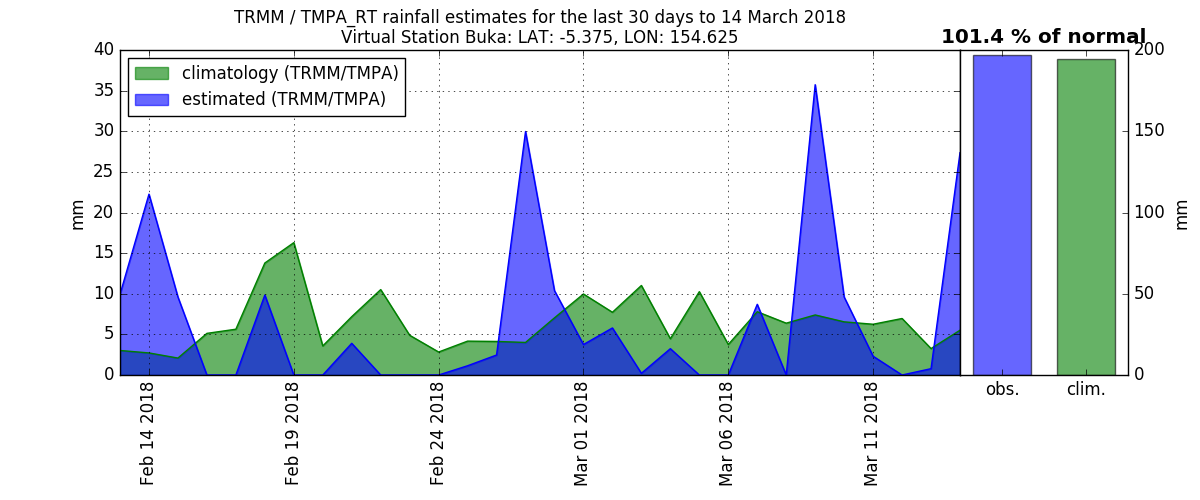 TRMM / TMPA_RT rainfall estimates for the last 30 days to 14 March 2018
Virtual Station Buka: LAT: -5.375, LON: 154.625
101.4 % of normal
climatology (TRMM/TMPA)
estimated (TRMM/TMPA)
40
35
30
25
20
15
10
5
0
mm
200
150
100
50
0
mm
obs.
clim.
Feb 14 2018
Feb 19 2018
Feb 24 2018
Mar 01 2018
Mar 06 2018
Mar 11 2018